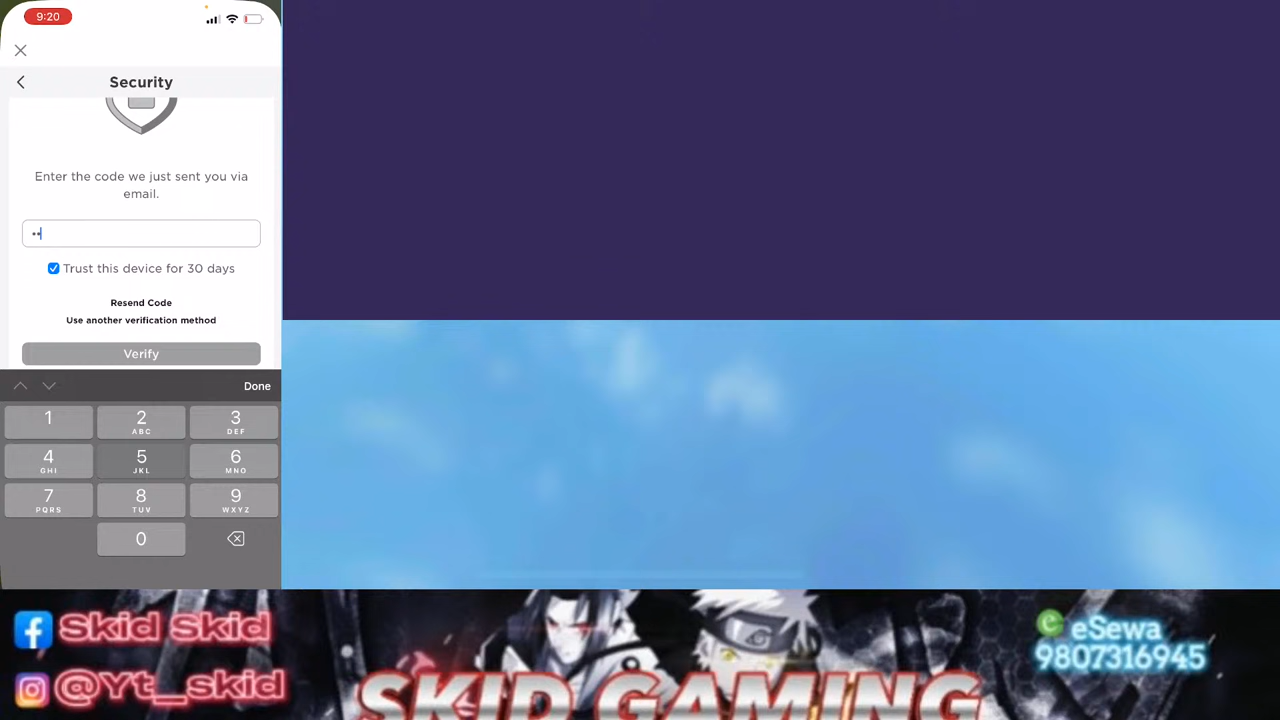 9:20
Security
Enter the code we just sent you via
email.
••
Trust this device for 30 days
Resend Code
Use another verification method
Verify
Done
1
2
ABC
3
DEF
4
GHI
5
JKL
6
MNO
7
PQRS
8
TUV
9
WXYZ
0
f Skid Skid
@Yt_skid
SKID GAMING
e eSewa
9807316945